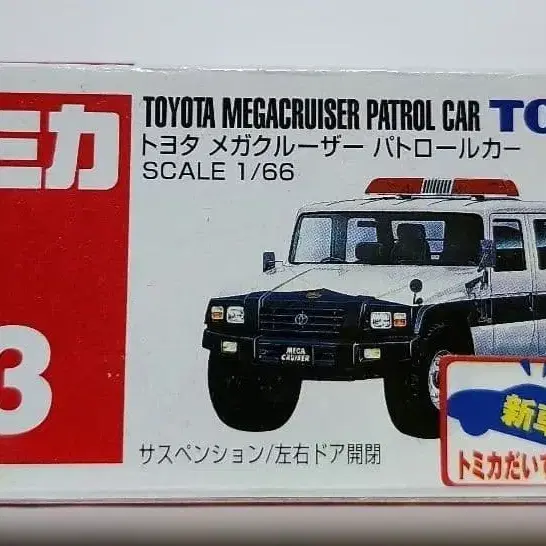 ミカ
TOYOTA MEGACRUISER PATROL CAR TO
トヨタ メガクルーザー パトロールカー
SCALE 1/66
3
MEGA
CRUISER
新車
サスペンション/左右ドア開閉
トミカだいす